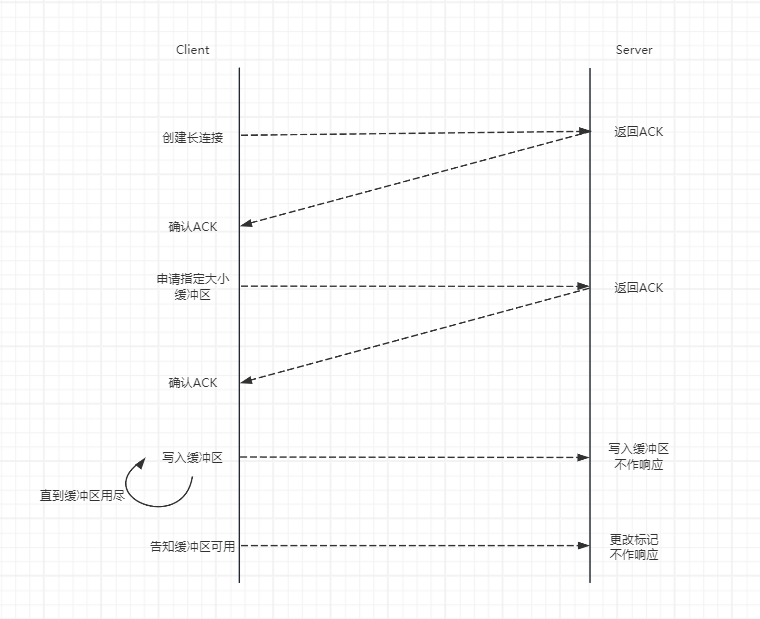 Client
Server
创建长连接
返回ACK
确认ACK
申请指定大小
缓冲区
返回ACK
确认ACK
写入缓冲区
写入缓冲区
不作响应
直到缓冲区用尽
告知缓冲区可用
更改标记
不作响应